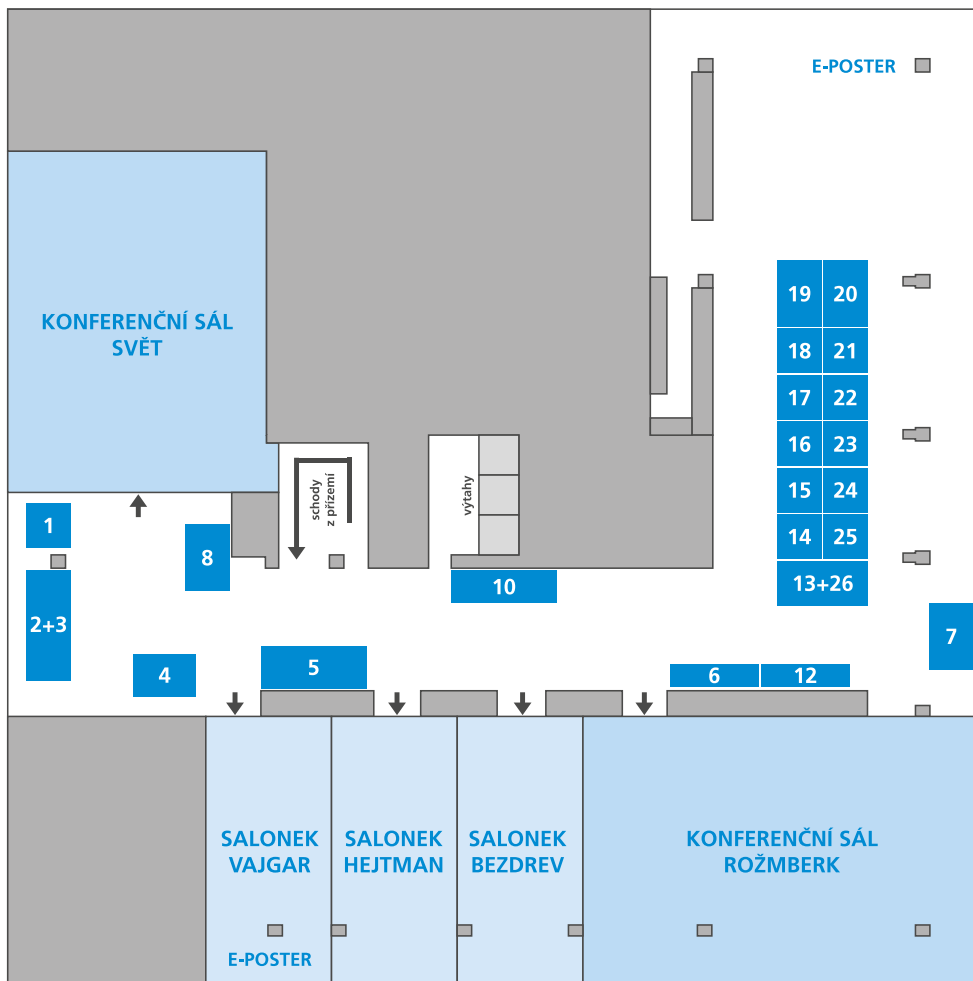 E-POSTER
KONFERENČNÍ SÁL
SVĚT
19
20
18
21
17
22
16
23
15
24
14
25
13+26
schody
z přízemí
výtahy
1
8
10
2+3
7
4
5
6
12
SALONEK
VAJGAR
SALONEK
HEJTMAN
SALONEK
BEZDREV
KONFERENČNÍ SÁL
ROŽMBERK
E-POSTER